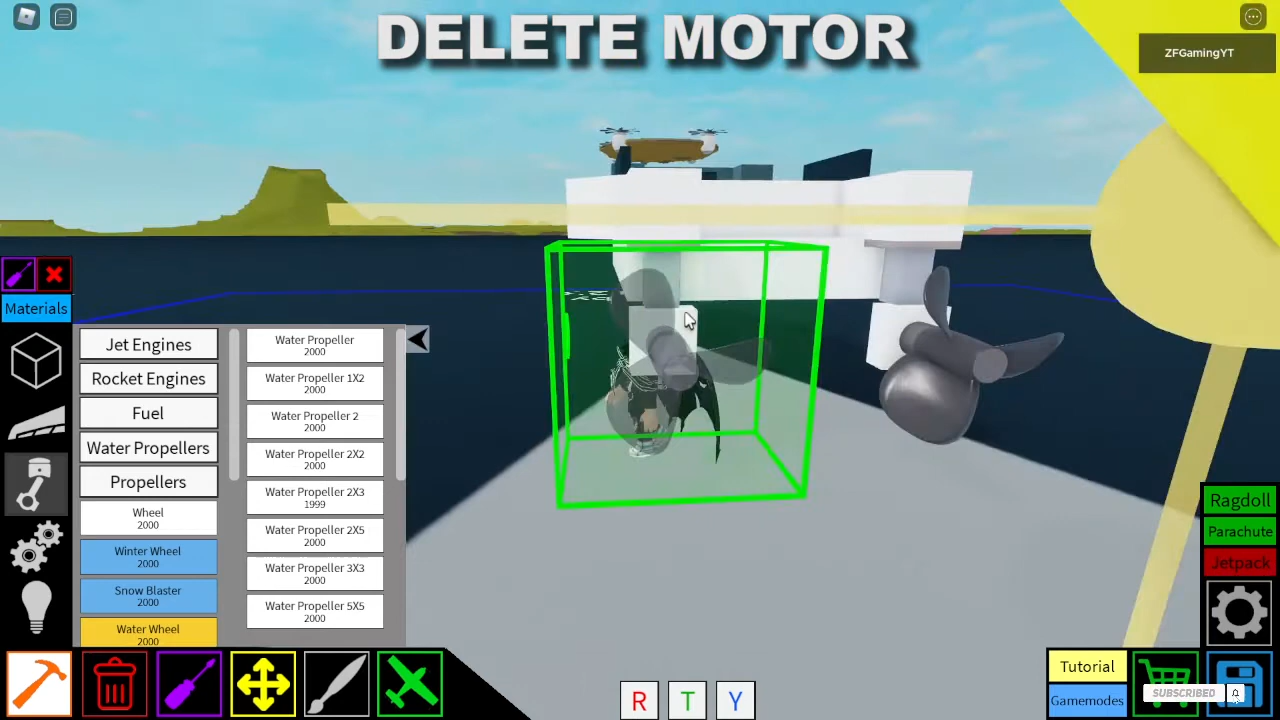 DELETE MOTOR
ZFGamingYT
Materials
Jet Engines
Rocket Engines
Fuel
Water Propellers
Propellers
Wheel
2000
Winter Wheel
2000
Snow Blaster
2000
Water Wheel
2000
Water Propeller
2000
Water Propeller 1X2
2000
Water Propeller 2
2000
Water Propeller 2X2
2000
Water Propeller 2X3
1999
Water Propeller 2X5
2000
Water Propeller 3X3
2000
Water Propeller 5X5
2000
Ragdoll
Parachute
Jetpack
Tutorial
Gamemodes
SUBSCRIBED
R T Y